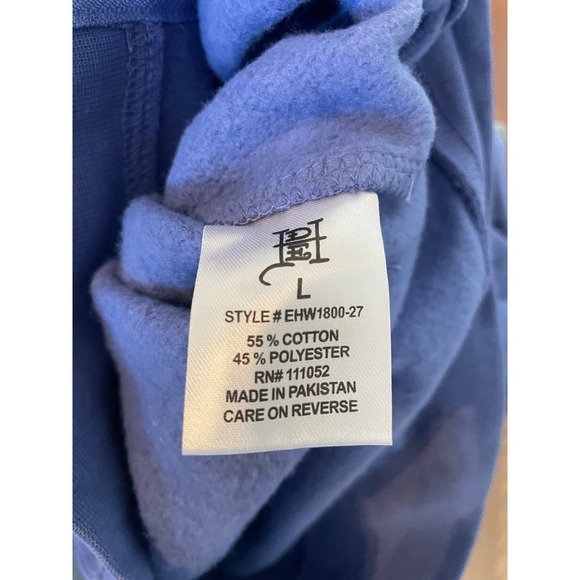 L
STYLE # EHW1800-27
55 % COTTON
45 % POLYESTER
RN# 111052
MADE IN PAKISTAN
CARE ON REVERSE